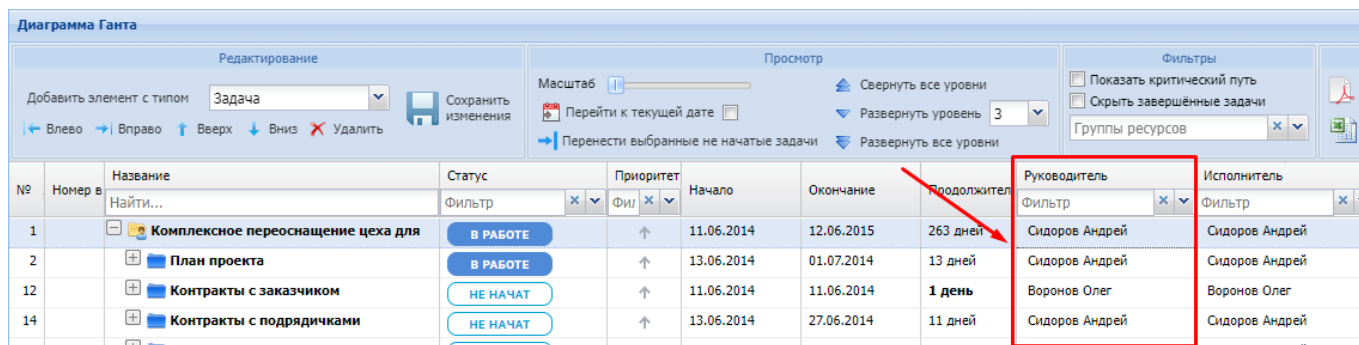 Диаграмма Ганта
Редактирование
Добавить элемент с типом Задача
Сохранить изменения
Влево Вправо Вверх Вниз Удалить
Просмотр
Масштаб
Перейти к текущей дате
Перенести выбранные не начатые задачи
Свернуть все уровни
Развернуть уровень 3
Развернуть все уровни
Фильтры
Показать критический путь
Скрыть завершённые задачи
Группы ресурсов
№ Номер в Название Статус Приоритет Начало Окончание Продолжител Руководитель Исполнитель
Найти... Фильтр Фил Фильтр Фильтр
1 Комплексное переоснащение цеха для В РАБОТЕ 11.06.2014 12.06.2015 263 дней Сидоров Андрей Сидоров Андрей
2 План проекта В РАБОТЕ 13.06.2014 01.07.2014 13 дней Сидоров Андрей Сидоров Андрей
12 Контракты с заказчиком НЕ НАЧАТ 11.06.2014 11.06.2014 1 день Воронов Олег Воронов Олег
14 Контракты с подрядичками НЕ НАЧАТ 13.06.2014 27.06.2014 11 дней Сидоров Андрей Сидоров Андрей